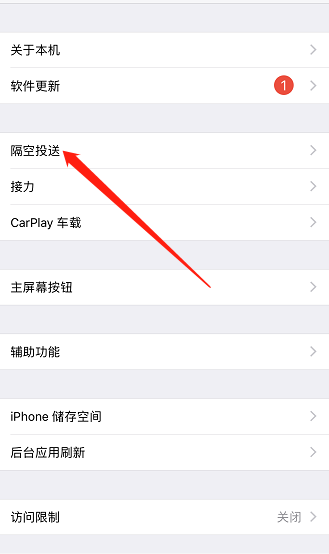 关于本机
软件更新 1
隔空投送
接力
CarPlay 车载
主屏幕按钮
辅助功能
iPhone 储存空间
后台应用刷新
访问限制 关闭